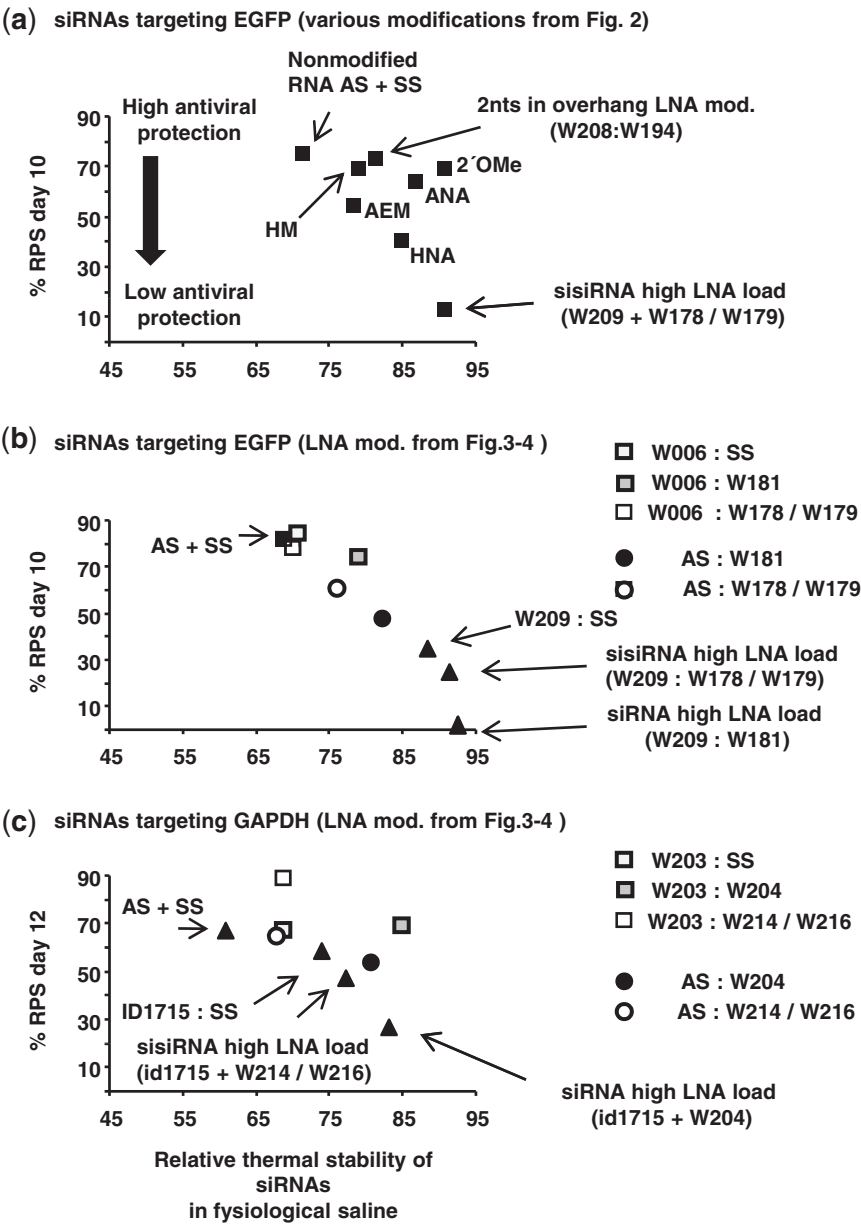 (a) siRNAs targeting EGFP (various modifications from Fig. 2)
Nonmodified
RNA AS + SS
2nts in overhang LNA mod.
(W208:W194)
High antiviral
protection
2´OMe
ANA
AEM
HM
HNA
Low antiviral
protection
sisiRNA high LNA load
(W209 + W178 / W179)
% RPS day 10
90
70
50
30
10
45 55 65 75 85 95
(b) siRNAs targeting EGFP (LNA mod. from Fig.3-4 )
W006 : SS
W006 : W181
W006 : W178 / W179
AS : W181
AS : W178 / W179
AS + SS
W209 : SS
sisiRNA high LNA load
(W209 : W178 / W179)
siRNA high LNA load
(W209 : W181)
% RPS day 10
90
70
50
30
10
45 55 65 75 85 95
(c) siRNAs targeting GAPDH (LNA mod. from Fig.3-4 )
W203 : SS
W203 : W204
W203 : W214 / W216
AS : W204
AS : W214 / W216
AS + SS
ID1715 : SS
sisiRNA high LNA load
(id1715 + W214 / W216)
siRNA high LNA load
(id1715 + W204)
% RPS day 12
90
70
50
30
10
45 55 65 75 85 95
Relative thermal stability of
siRNAs
in fysiological saline